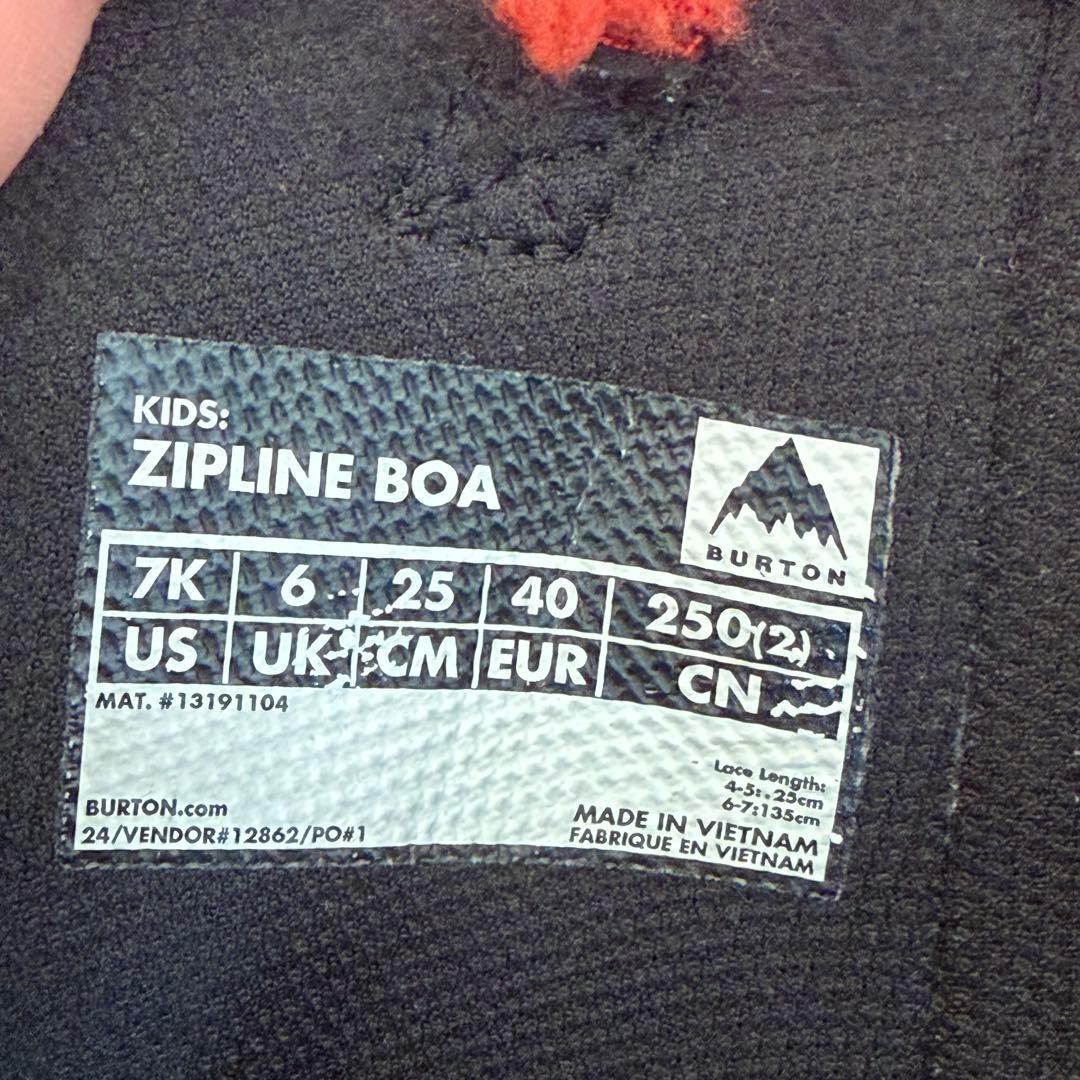 KIDS:
ZIPLINE BOA
BURTON
7K 6 25 40 250(2)
US UK CM EUR CN
MAT. #13191104
Lace Length:
4-5: 25cm
6-7:135cm
BURTON.com
24/VENDOR#12862/PO#1
MADE IN VIETNAM
FABRIQUE EN VIETNAM